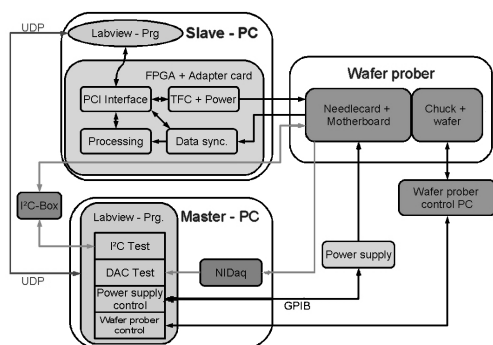 UDP
Labview - Prg
Slave - PC
FPGA + Adapter card
PCI Interface
TFC + Power
Processing
Data sync.
Wafer prober
Needlecard +
Motherboard
Chuck +
wafer
I²C-Box
Labview - Prg.
Master - PC
I²C Test
DAC Test
Power supply
control
Wafer prober
control
NIDaq
Power supply
Wafer prober
control PC
GPIB
UDP